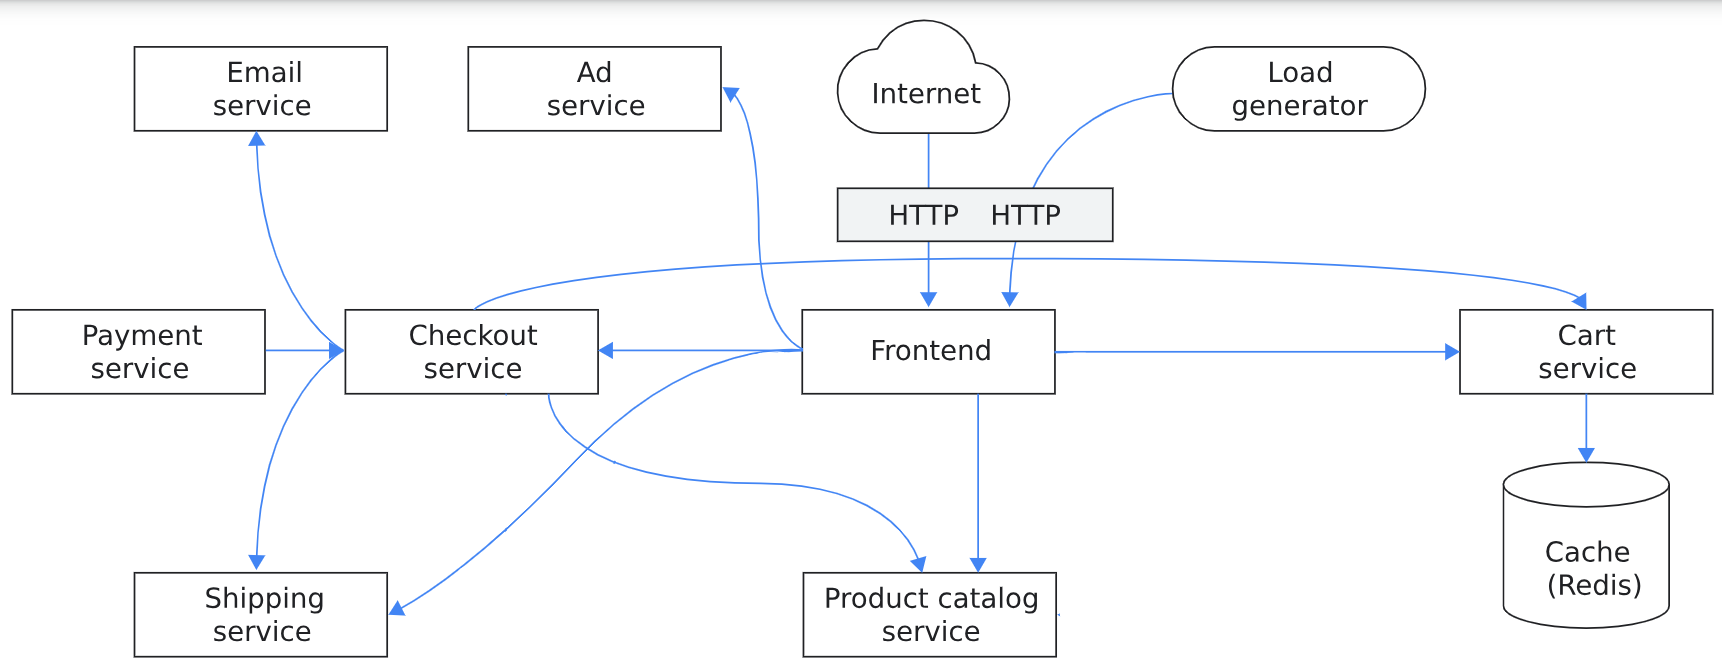 Email
service
Ad
service
Internet
Load
generator
HTTP HTTP
Payment
service
Checkout
service
Frontend
Cart
service
Cache
(Redis)
Shipping
service
Product catalog
service